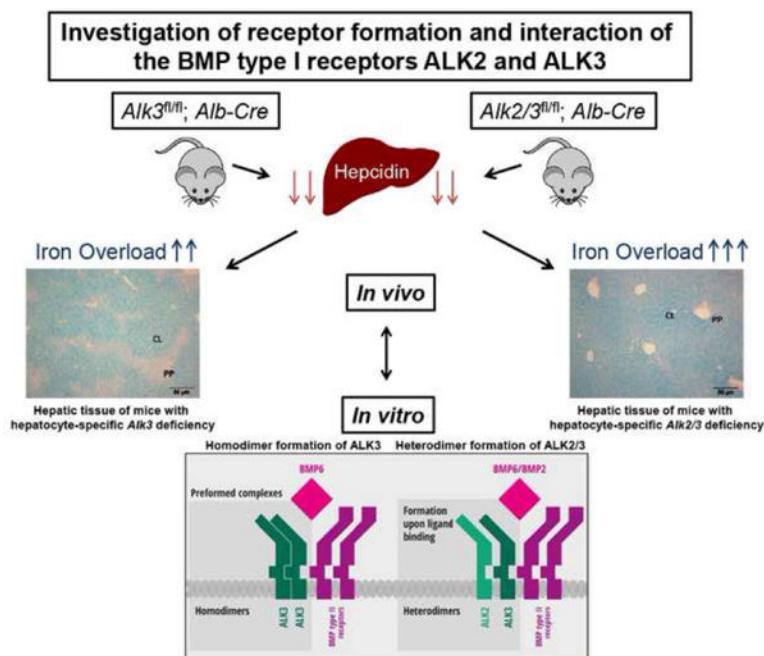 Investigation of receptor formation and interaction of
the BMP type I receptors ALK2 and ALK3
Alk3fl/fl; Alb-Cre
Alk2/3fl/fl; Alb-Cre
Hepcidin
Iron Overload ↑↑
Iron Overload ↑↑↑
In vivo
CL
PP
CL
PP
50 µm
Hepatic tissue of mice with
hepatocyte-specific Alk3 deficiency
Hepatic tissue of mice with
hepatocyte-specific Alk2/3 deficiency
In vitro
Homodimer formation of ALK3
Heterodimer formation of ALK2/3
BMP6
BMP6/BMP2
Preformed complexes
Formation
upon ligand
binding
Homodimers
ALK3
ALK3
BMP type II
receptors
Heterodimers
ALK2
ALK3
BMP type II
receptors